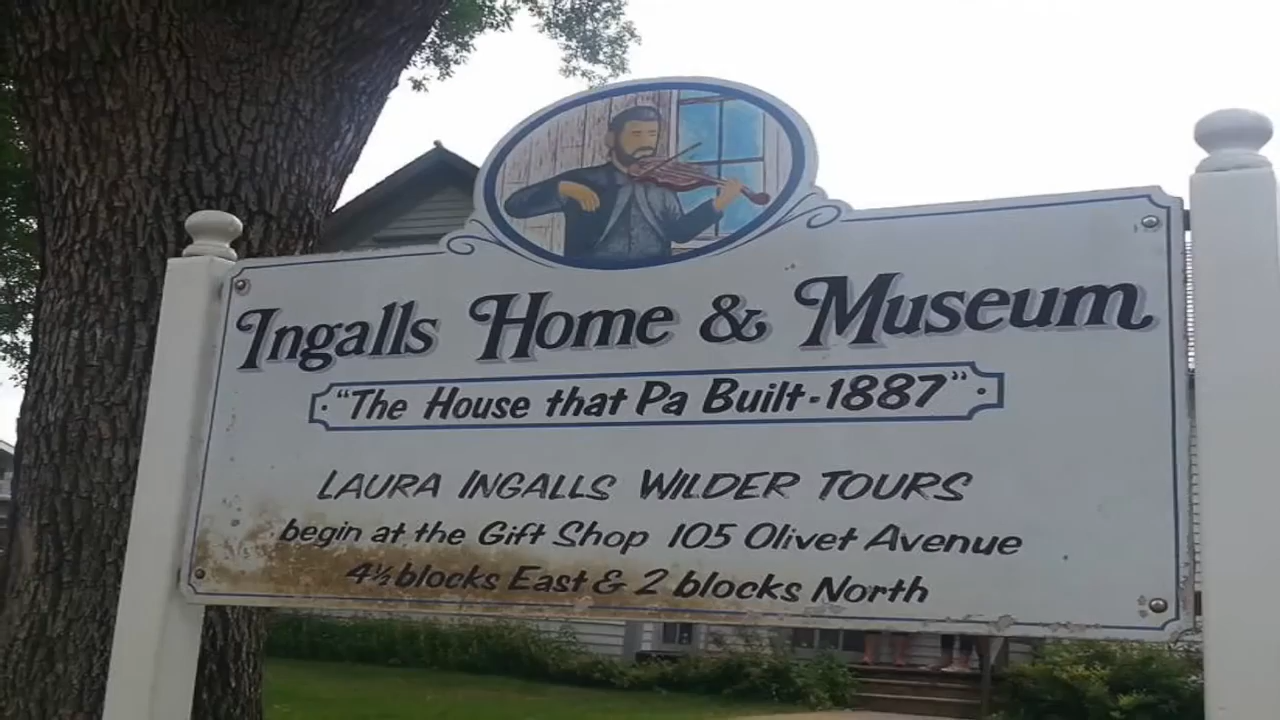 Ingalls Home & Museum
"The House that Pa Built-1887"
LAURA INGALLS WILDER TOURS
begin at the Gift Shop 105 Olivet Avenue
4½ blocks East & 2 blocks North